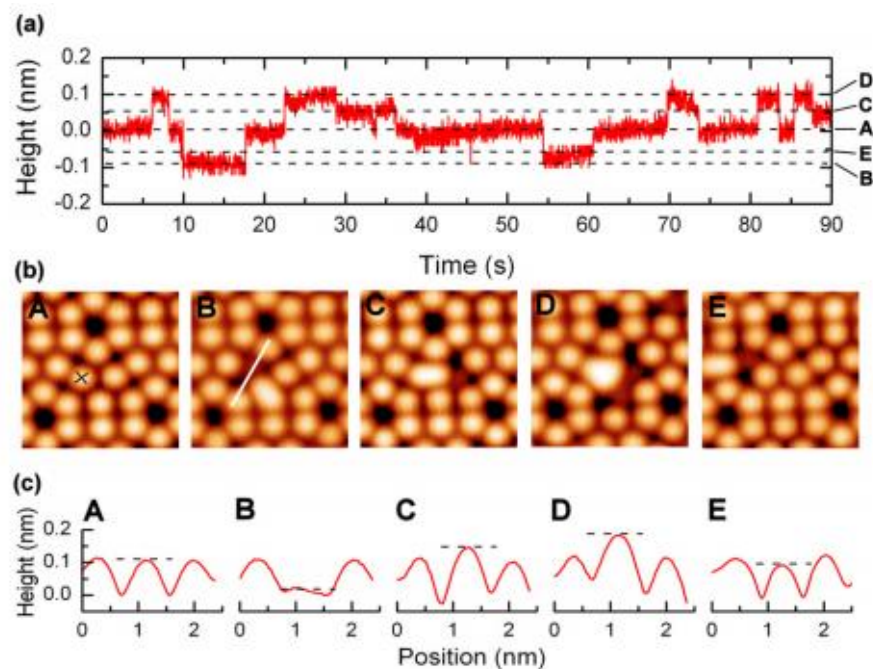 (a)
Height (nm)
0.2
0.1
0.0
-0.1
-0.2
D
C
A
E
B
0 10 20 30 40 50 60 70 80 90
Time (s)
(b)
A B C D E
(c)
A B C D E
Height (nm)
0.2
0.1
0.0
0 1 2 0 1 2 0 1 2 0 1 2 0 1 2
Position (nm)